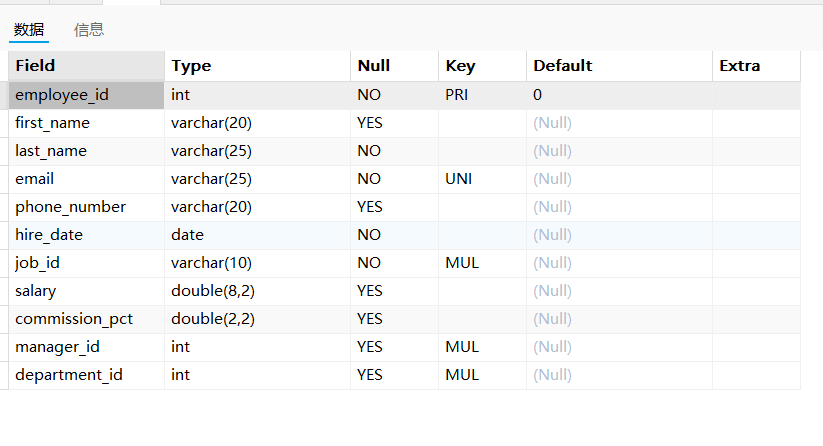 数据 信息
Field Type Null Key Default Extra
employee_id int NO PRI 0
first_name varchar(20) YES (Null)
last_name varchar(25) NO (Null)
email varchar(25) NO UNI (Null)
phone_number varchar(20) YES (Null)
hire_date date NO (Null)
job_id varchar(10) NO MUL (Null)
salary double(8,2) YES (Null)
commission_pct double(2,2) YES (Null)
manager_id int YES MUL (Null)
department_id int YES MUL (Null)